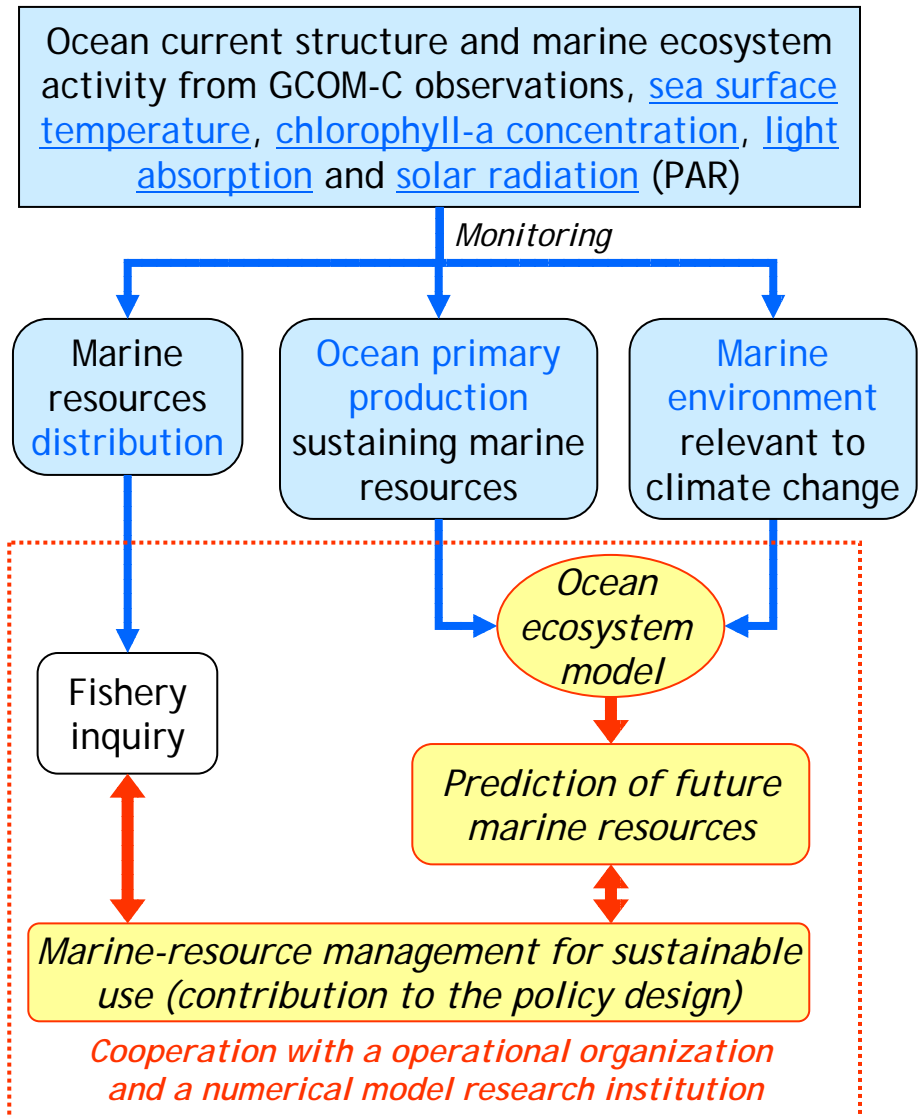 Ocean current structure and marine ecosystem
activity from GCOM-C observations, sea surface
temperature, chlorophyll-a concentration, light
absorption and solar radiation (PAR)
Monitoring
Marine
resources
distribution
Ocean primary
production
sustaining marine
resources
Marine
environment
relevant to
climate change
Ocean
ecosystem
model
Fishery
inquiry
Prediction of future
marine resources
Marine-resource management for sustainable
use (contribution to the policy design)
Cooperation with a operational organization
and a numerical model research institution